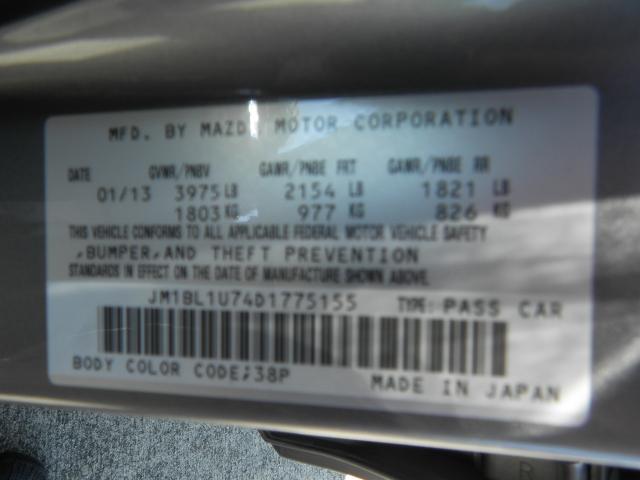 MFD. BY MAZDA MOTOR CORPORATION
DATE GVWR/PNBV GAWR/PNBE FRT GAWR/PNBE RR
01/13 3975 LB 2154 LB 1821 LB
1803 KG 977 KG 826 KG
THIS VEHICLE CONFORMS TO ALL APPLICABLE FEDERAL MOTOR VEHICLE SAFETY
,BUMPER,AND THEFT PREVENTION
STANDARDS IN EFFECT ON THE DATE OF MANUFACTURE SHOWN ABOVE.
JM1BL1U74D1775155 TYPE: PASS CAR
BODY COLOR CODE;38P MADE IN JAPAN
R